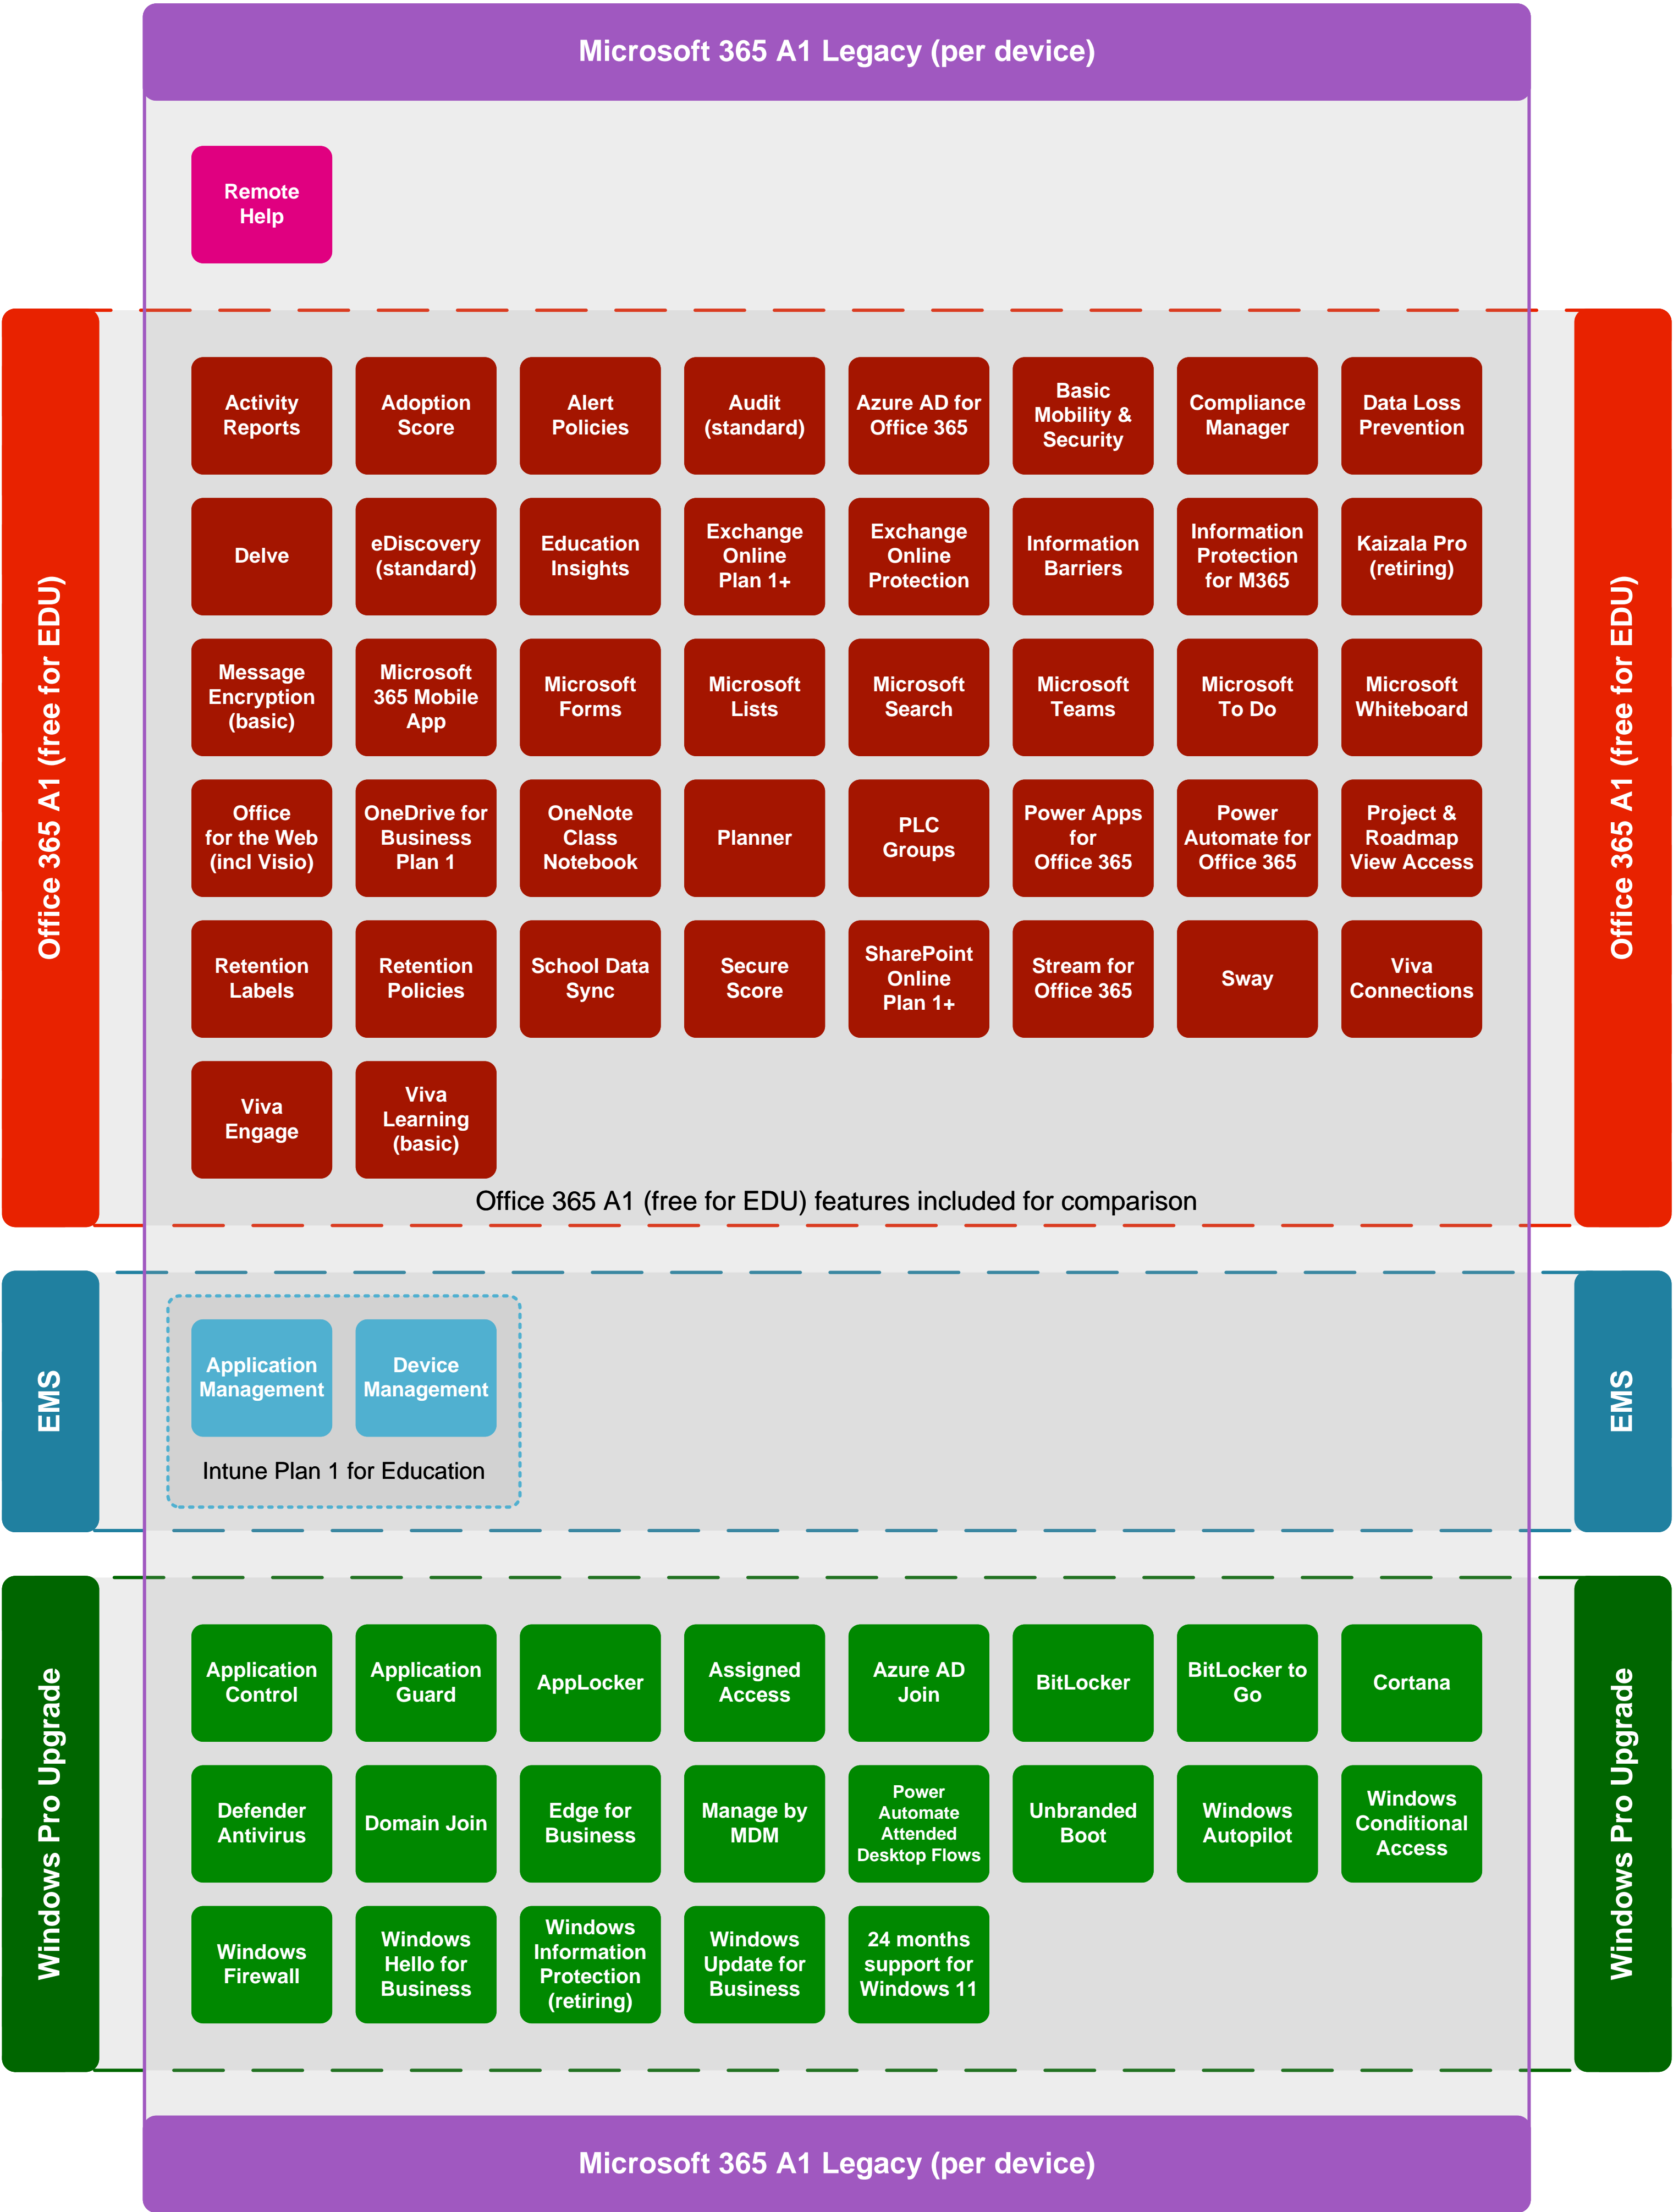 Microsoft 365 A1 Legacy (per device)
Remote
Help
Office 365 A1 (free for EDU)
Office 365 A1 (free for EDU)
Activity
Reports
Adoption
Score
Alert
Policies
Audit
(standard)
Azure AD for
Office 365
Basic
Mobility &
Security
Compliance
Manager
Data Loss
Prevention
Delve
eDiscovery
(standard)
Education
Insights
Exchange
Online
Plan 1+
Exchange
Online
Protection
Information
Barriers
Information
Protection
for M365
Kaizala Pro
(retiring)
Message
Encryption
(basic)
Microsoft
365 Mobile
App
Microsoft
Forms
Microsoft
Lists
Microsoft
Search
Microsoft
Teams
Microsoft
To Do
Microsoft
Whiteboard
Office
for the Web
(incl Visio)
OneDrive for
Business
Plan 1
OneNote
Class
Notebook
Planner
PLC
Groups
Power Apps
for
Office 365
Power
Automate for
Office 365
Project &
Roadmap
View Access
Retention
Labels
Retention
Policies
School Data
Sync
Secure
Score
SharePoint
Online
Plan 1+
Stream for
Office 365
Sway
Viva
Connections
Viva
Engage
Viva
Learning
(basic)
Office 365 A1 (free for EDU) features included for comparison
EMS
EMS
Application
Management
Device
Management
Intune Plan 1 for Education
Windows Pro Upgrade
Windows Pro Upgrade
Application
Control
Application
Guard
AppLocker
Assigned
Access
Azure AD
Join
BitLocker
BitLocker to
Go
Cortana
Defender
Antivirus
Domain Join
Edge for
Business
Manage by
MDM
Power
Automate
Attended
Desktop Flows
Unbranded
Boot
Windows
Autopilot
Windows
Conditional
Access
Windows
Firewall
Windows
Hello for
Business
Windows
Information
Protection
(retiring)
Windows
Update for
Business
24 months
support for
Windows 11
Microsoft 365 A1 Legacy (per device)